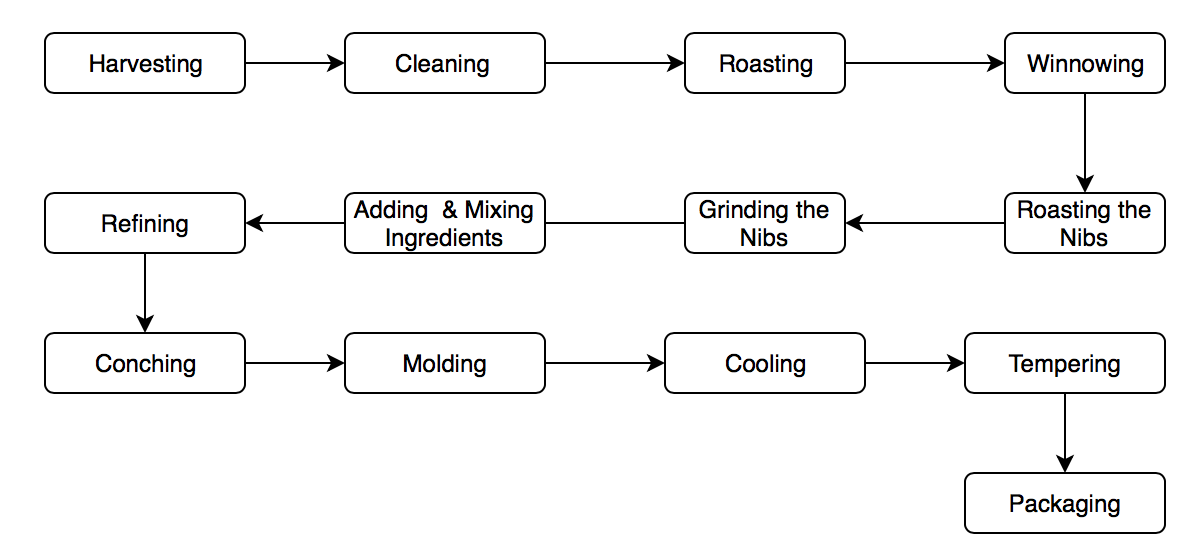 Harvesting
Cleaning
Roasting
Winnowing
Roasting the
Nibs
Grinding the
Nibs
Adding  & Mixing
Ingredients
Refining
Conching
Molding
Cooling
Tempering
Packaging